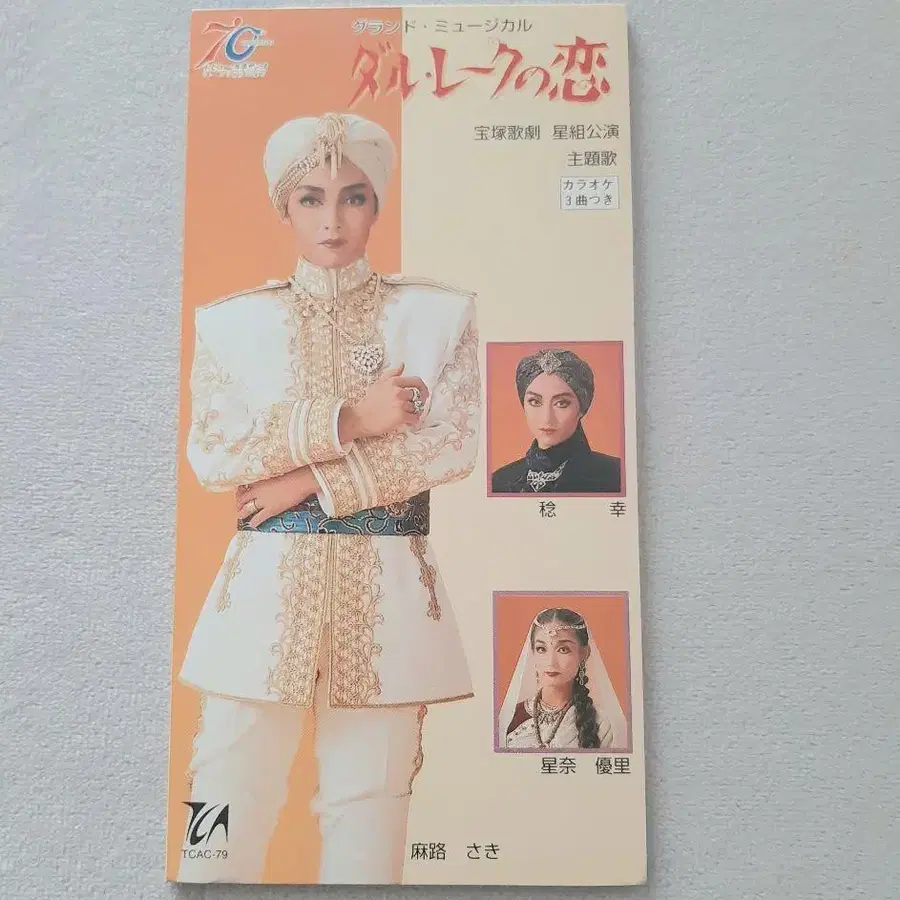 グランド・ミュージカル
ダル・レークの恋
宝塚歌劇 星組公演
主題歌
カラオケ
3曲つき
稔 幸
星奈 優里
麻路 さき
TCA
TCAC-79